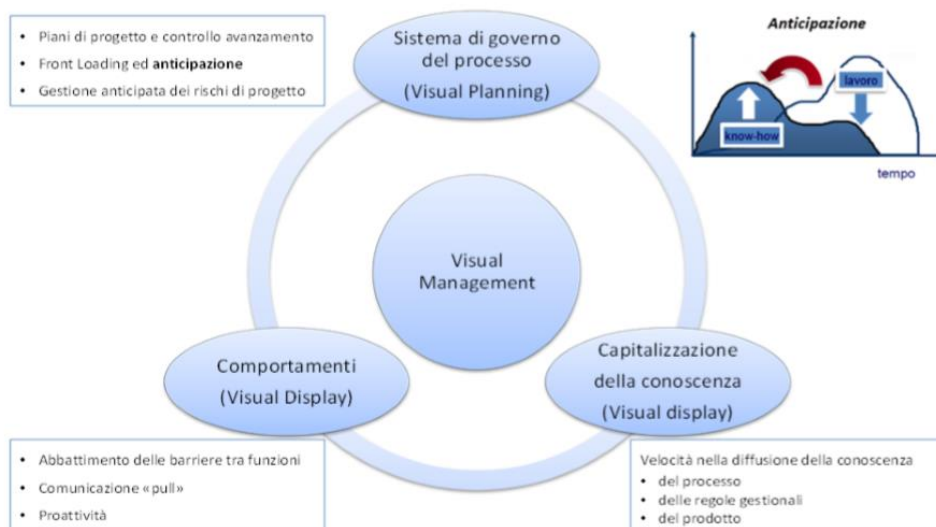 • Piani di progetto e controllo avanzamento
• Front Loading ed anticipazione
• Gestione anticipata dei rischi di progetto
Sistema di governo
del processo
(Visual Planning)
Anticipazione
lavoro
know-how
tempo
Visual
Management
Comportamenti
(Visual Display)
Capitalizzazione
della conoscenza
(Visual display)
• Abbattimento delle barriere tra funzioni
• Comunicazione «pull»
• Proattività
Velocità nella diffusione della conoscenza
• del processo
• delle regole gestionali
• del prodotto